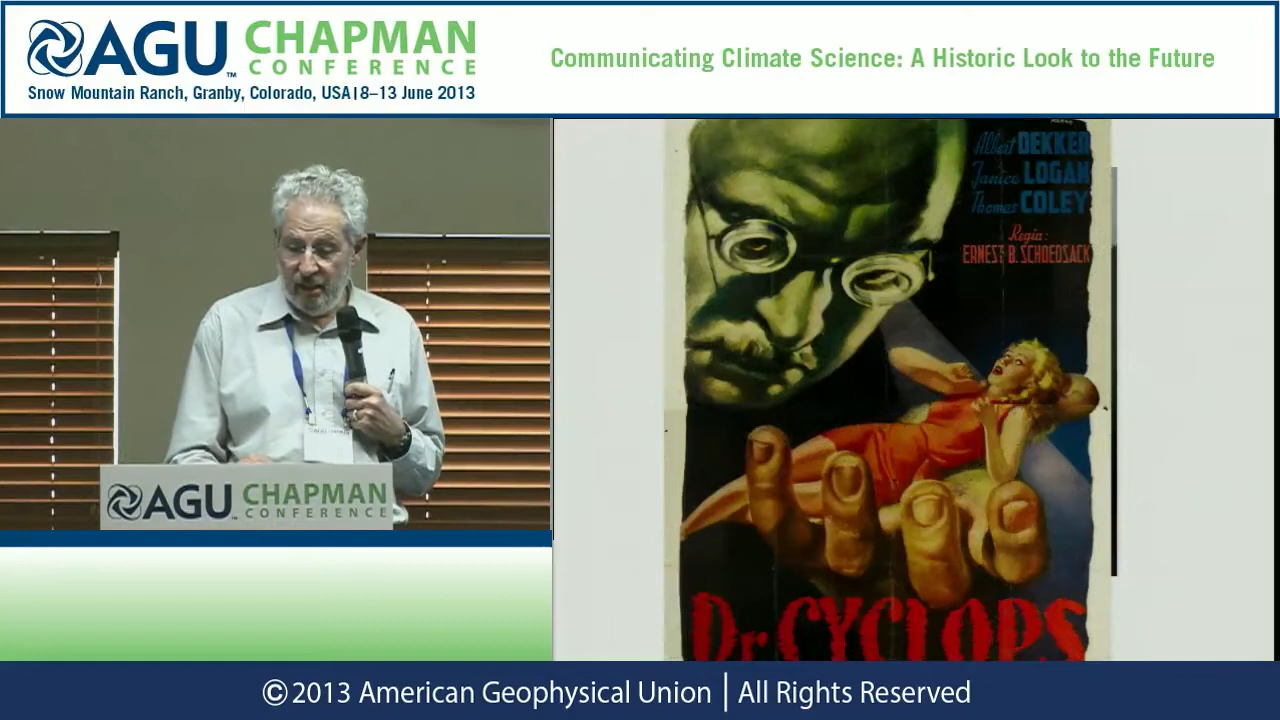 AGU™ CHAPMAN
CONFERENCE
Snow Mountain Ranch, Granby, Colorado, USA|8–13 June 2013
Communicating Climate Science: A Historic Look to the Future
Albert DEKKER
Janice LOGAN
Thomas COLEY
Regia:
ERNEST B. SCHOEDSACK
Dr. CYCLOPS
AGU™ CHAPMAN
CONFERENCE
©2013 American Geophysical Union | All Rights Reserved